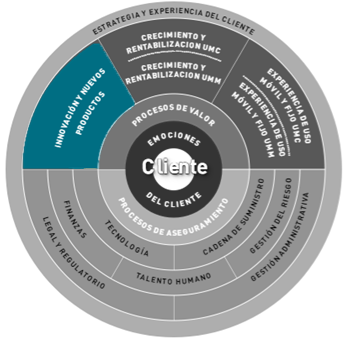 ESTRATEGIA Y EXPERIENCIA DEL CLIENTE
INNOVACIÓN Y NUEVOS
PRODUCTOS
CRECIMIENTO Y
RENTABILIZACION UMC
CRECIMIENTO Y
RENTABILIZACION UMM
EXPERIENCIA DE USO
MÓVIL Y FIJO UMC
EXPERIENCIA DE USO
MÓVIL Y FIJO UMM
PROCESOS DE VALOR
EMOCIONES
Cliente
DEL CLIENTE
PROCESOS DE ASEGURAMIENTO
LEGAL Y REGULATORIO
FINANZAS
TECNOLOGÍA
TALENTO HUMANO
CADENA DE SUMINISTRO
GESTIÓN DEL RIESGO
GESTIÓN ADMINISTRATIVA